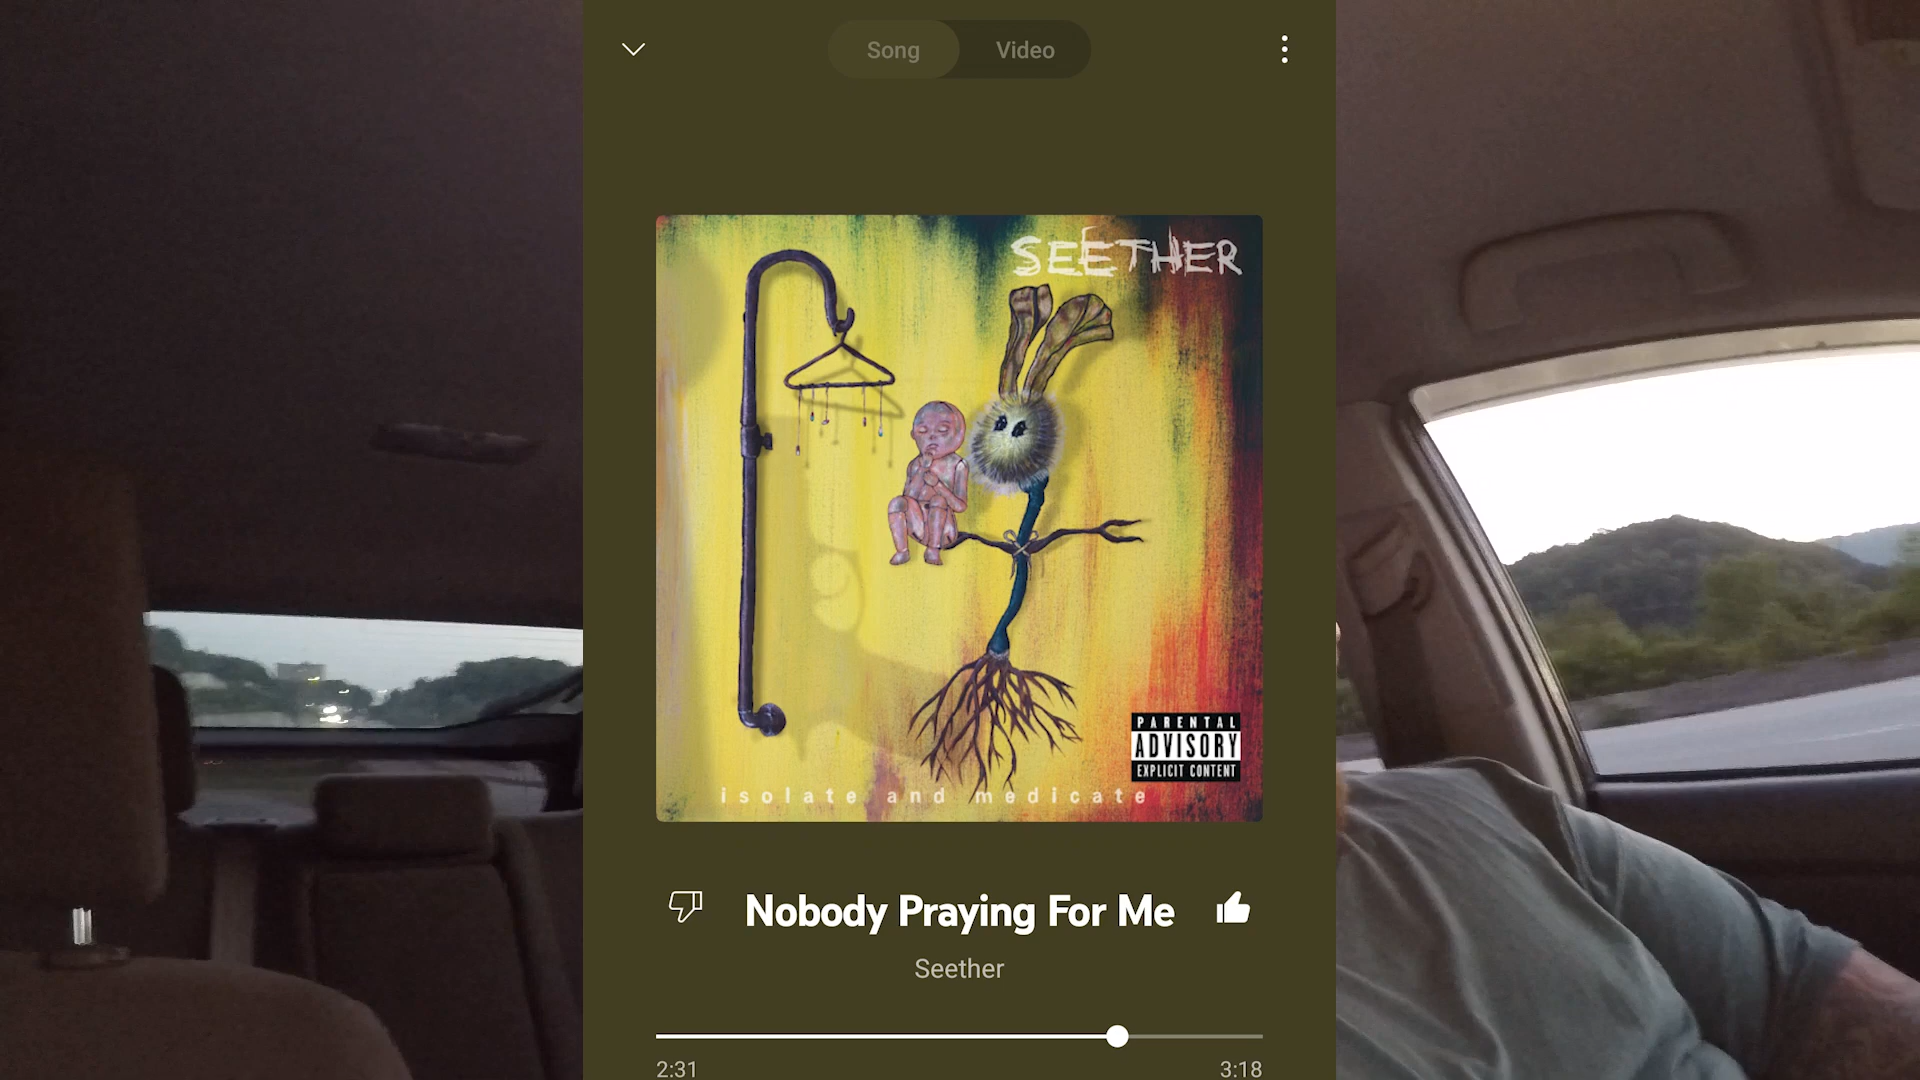 Song
Video
SEETHER
PARENTAL
ADVISORY
EXPLICIT CONTENT
isolate and medicate
Nobody Praying For Me
Seether
2:31
3:18